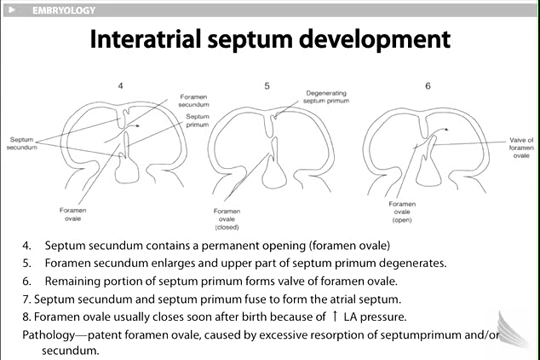 EMBRYOLOGY
Interatrial septum development
4
5
6
Foramen
secundum
Septum
primum
Septum
secundum
Foramen
ovale
Degenerating
septum primum
Foramen
ovale
(closed)
Valve of
foramen
ovale
Foramen
ovale
(open)
4. Septum secundum contains a permanent opening (foramen ovale)
5. Foramen secundum enlarges and upper part of septum primum degenerates.
6. Remaining portion of septum primum forms valve of foramen ovale.
7. Septum secundum and septum primum fuse to form the atrial septum.
8. Foramen ovale usually closes soon after birth because of ↑ LA pressure.
Pathology—patent foramen ovale, caused by excessive resorption of septumprimum and/or
secundum.